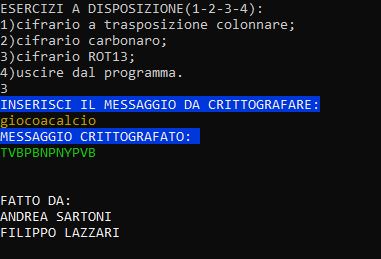 ESERCIZI A DISPOSIZIONE(1-2-3-4):
1)cifrario a trasposizione colonnare;
2)cifrario carbonaro;
3)cifrario ROT13;
4)uscire dal programma.
3
INSERISCI IL MESSAGGIO DA CRITTOGRAFARE:
giocoacalcio
MESSAGGIO CRITTOGRAFATO:
TVBPBNPNYPVB
FATTO DA:
ANDREA SARTONI
FILIPPO LAZZARI